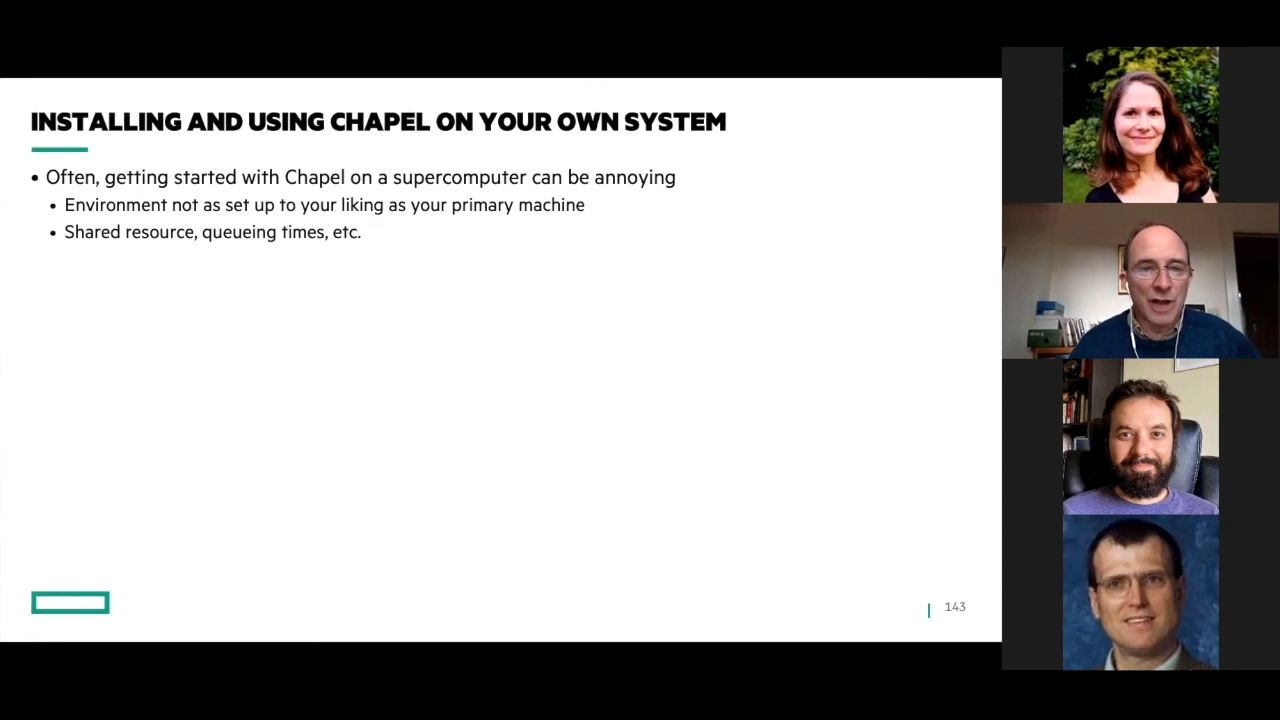 INSTALLING AND USING CHAPEL ON YOUR OWN SYSTEM
• Often, getting started with Chapel on a supercomputer can be annoying
• Environment not as set up to your liking as your primary machine
• Shared resource, queueing times, etc.
143